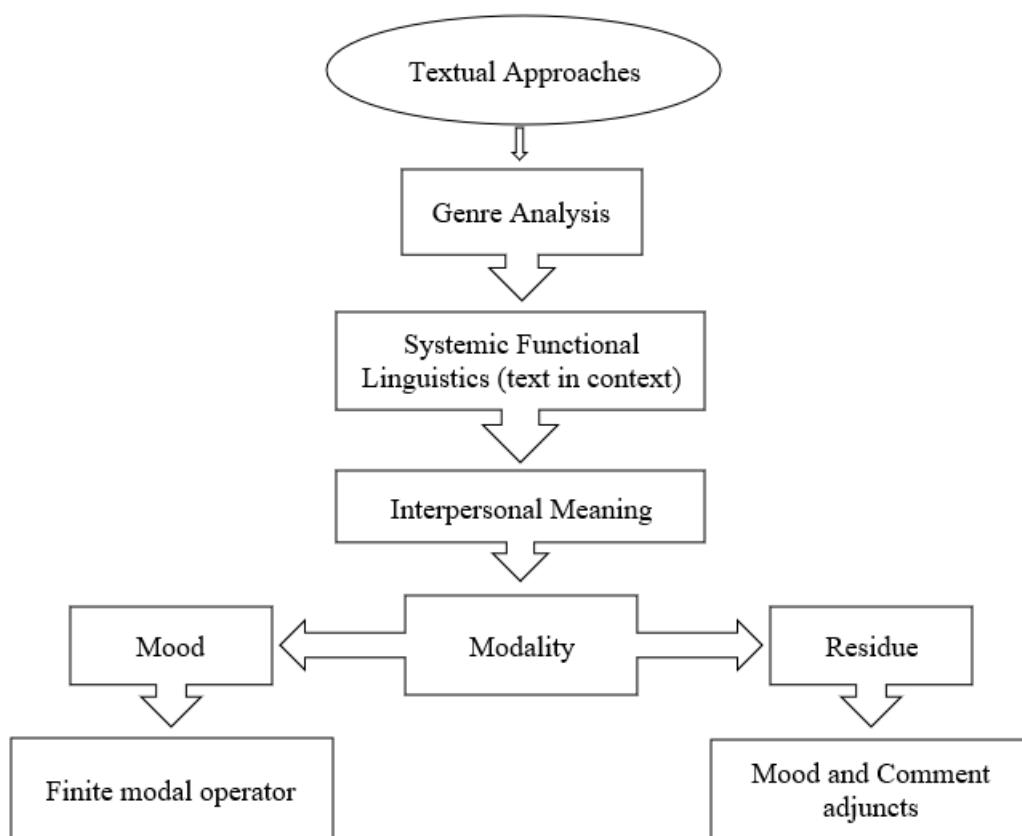 Textual Approaches
Genre Analysis
Systemic Functional
Linguistics (text in context)
Interpersonal Meaning
Mood
Modality
Residue
Finite modal operator
Mood and Comment
adjuncts